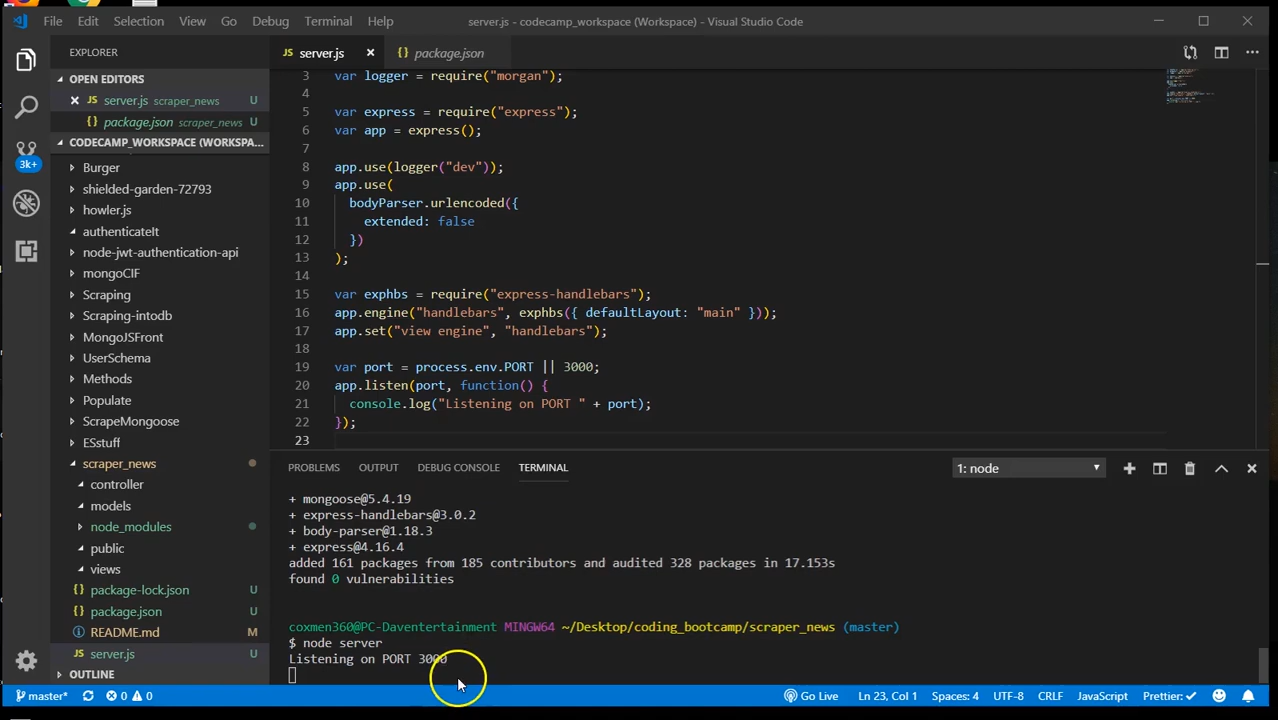 File Edit Selection View Go Debug Terminal Help
server.js - codecamp_workspace (Workspace) - Visual Studio Code
EXPLORER
OPEN EDITORS
JS server.js scraper_news U
{} package.json scraper_news U
CODECAMP_WORKSPACE (WORKSPA...
3k+
Burger
shielded-garden-72793
howler.js
authenticateIt
node-jwt-authentication-api
mongoCIF
Scraping
Scraping-intodb
MongoJSFront
UserSchema
Methods
Populate
ScrapeMongoose
ESstuff
scraper_news
controller
models
node_modules
public
views
{} package-lock.json U
{} package.json U
README.md M
JS server.js U
OUTLINE
JS server.js
{} package.json
3 var logger = require("morgan");
4
5 var express = require("express");
6 var app = express();
7
8 app.use(logger("dev"));
9 app.use(
10 bodyParser.urlencoded({
11 extended: false
12 })
13 );
14
15 var exphbs = require("express-handlebars");
16 app.engine("handlebars", exphbs({ defaultLayout: "main" }));
17 app.set("view engine", "handlebars");
18
19 var port = process.env.PORT || 3000;
20 app.listen(port, function() {
21 console.log("Listening on PORT " + port);
22 });
23
PROBLEMS OUTPUT DEBUG CONSOLE TERMINAL 1: node
+ mongoose@5.4.19
+ express-handlebars@3.0.2
+ body-parser@1.18.3
+ express@4.16.4
added 161 packages from 185 contributors and audited 328 packages in 17.153s
found 0 vulnerabilities
coxmen360@PC-Daventertainment MINGW64 ~/Desktop/coding_bootcamp/scraper_news (master)
$ node server
Listening on PORT 3000
master* 0 0 Go Live Ln 23, Col 1 Spaces: 4 UTF-8 CRLF JavaScript Prettier: ✓